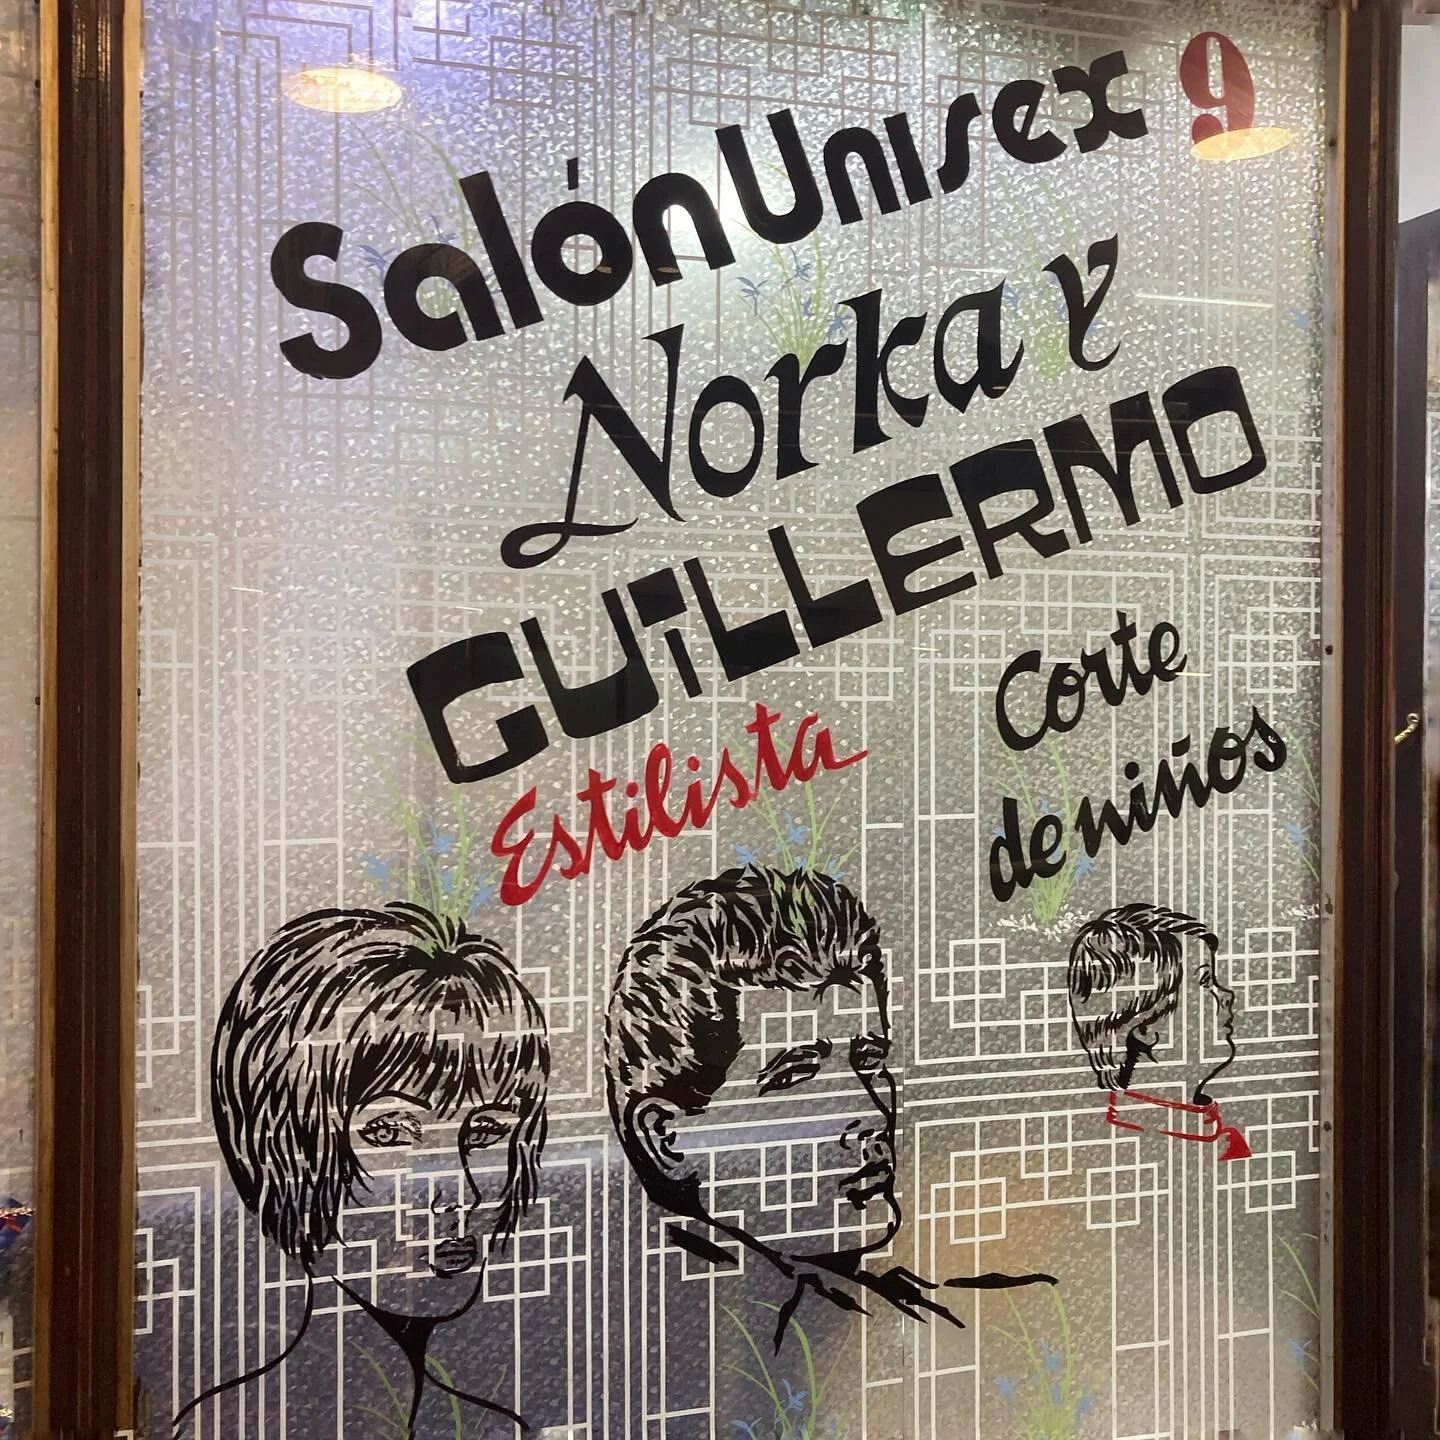 Salón Unisex 9
Norka y
GUiLLERMO
Estilista
Corte
de niños